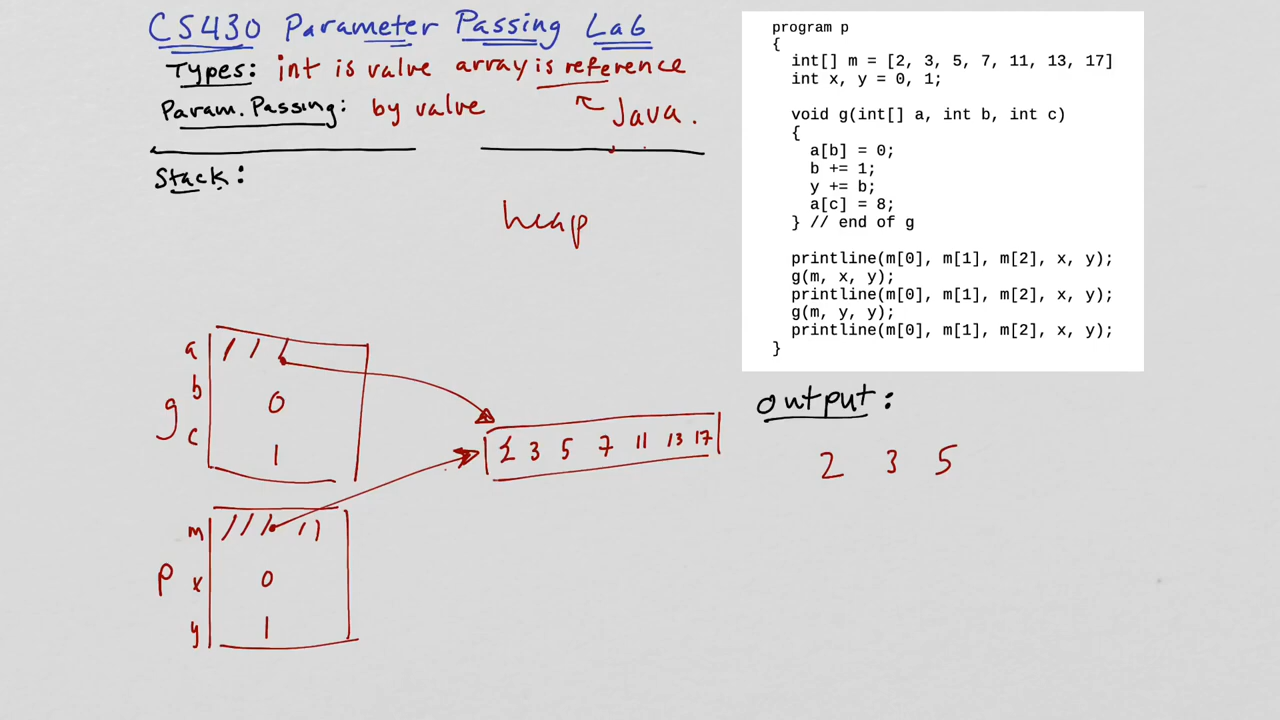 CS430 Parameter Passing Lab
Types: int is value array is reference
Param. Passing: by value
Java.
Stack:
heap
a
b 0
g
c 1
2 3 5 7 11 13 17
m
p x 0
y 1
program p
{
int[] m = [2, 3, 5, 7, 11, 13, 17]
int x, y = 0, 1;
void g(int[] a, int b, int c)
{
a[b] = 0;
b += 1;
y += b;
a[c] = 8;
} // end of g
printline(m[0], m[1], m[2], x, y);
g(m, x, y);
printline(m[0], m[1], m[2], x, y);
g(m, y, y);
printline(m[0], m[1], m[2], x, y);
}
output:
2 3 5